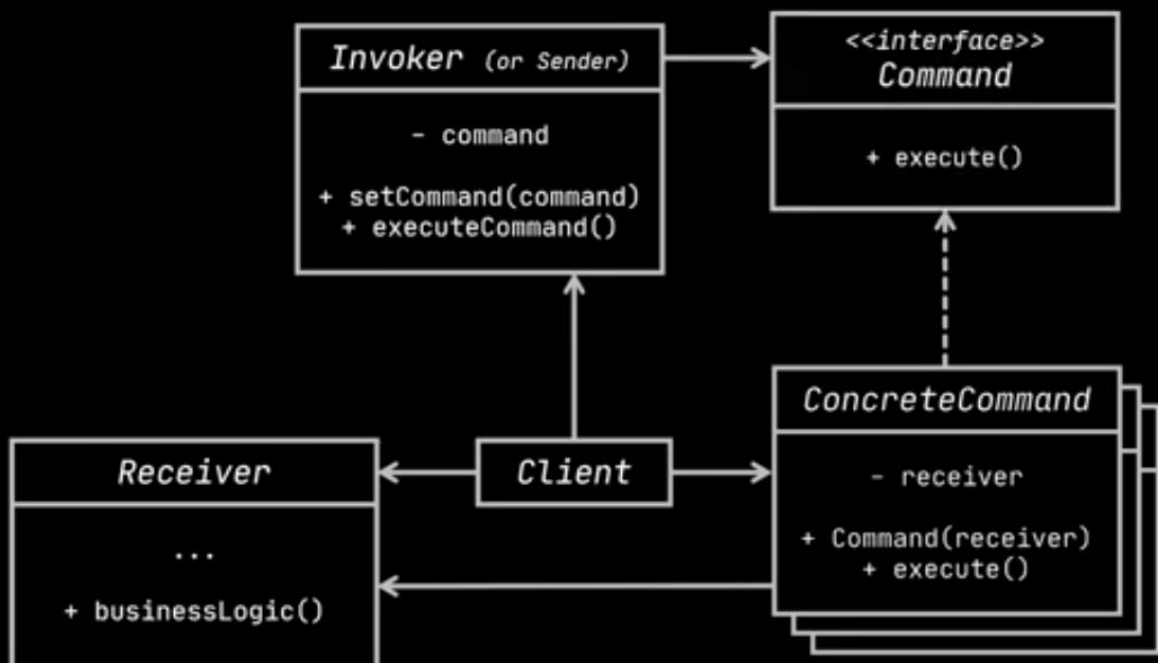 Invoker (or Sender)
- command
+ setCommand(command)
+ executeCommand()
<<interface>>
Command
+ execute()
Receiver
...
+ businessLogic()
Client
ConcreteCommand
- receiver
+ Command(receiver)
+ execute()